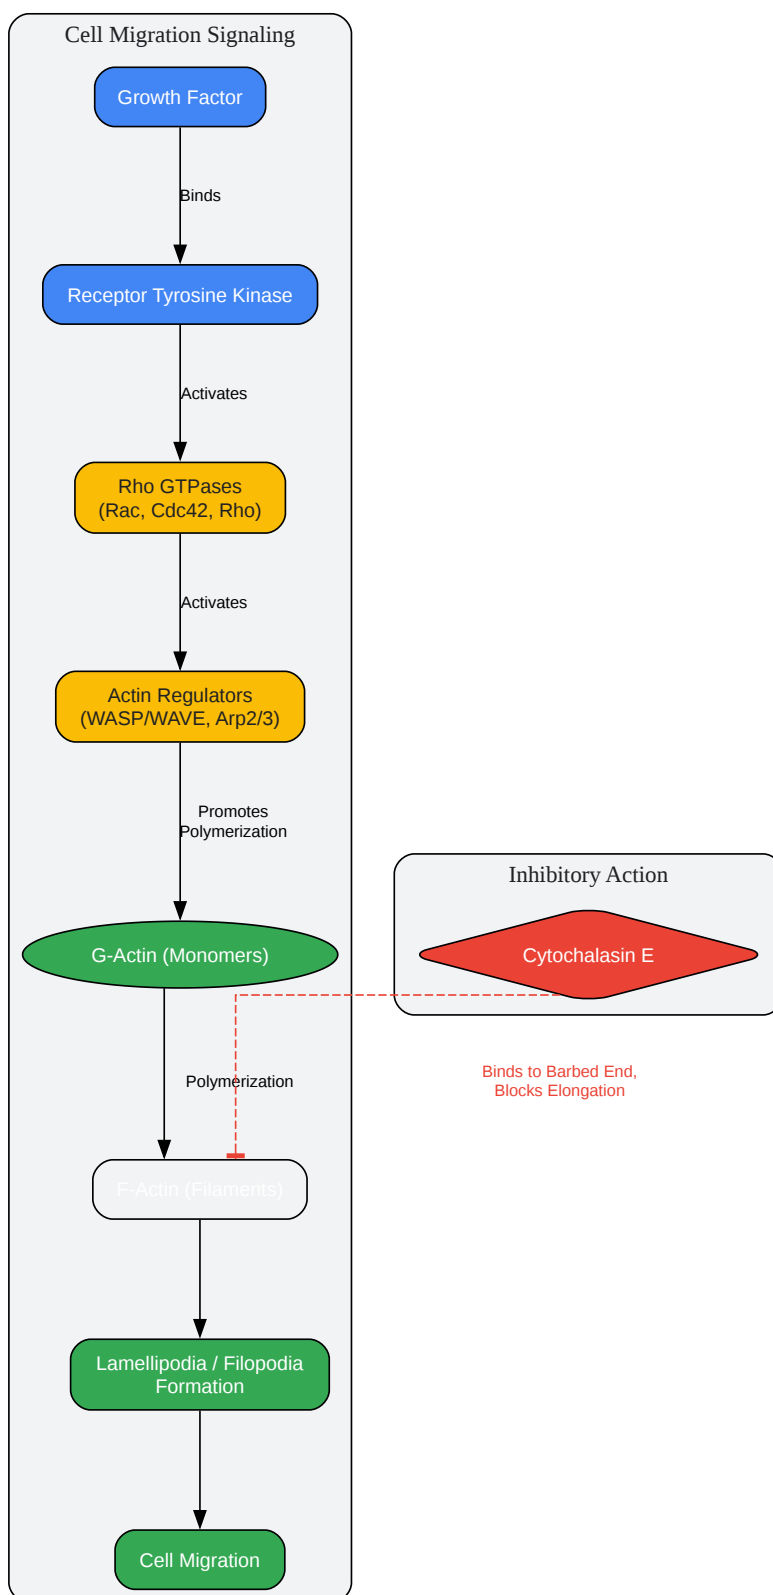 Cell Migration Signaling
Growth Factor
Binds
Receptor Tyrosine Kinase
Activates
Rho GTPases
(Rac, Cdc42, Rho)
Activates
Actin Regulators
(WASP/WAVE, Arp2/3)
Promotes
Polymerization
Inhibitory Action
G-Actin (Monomers)
Cytochalasin E
Polymerization
Binds to Barbed End,
Blocks Elongation
F-Actin (Filaments)
Lamellipodia / Filopodia
Formation
Cell Migration